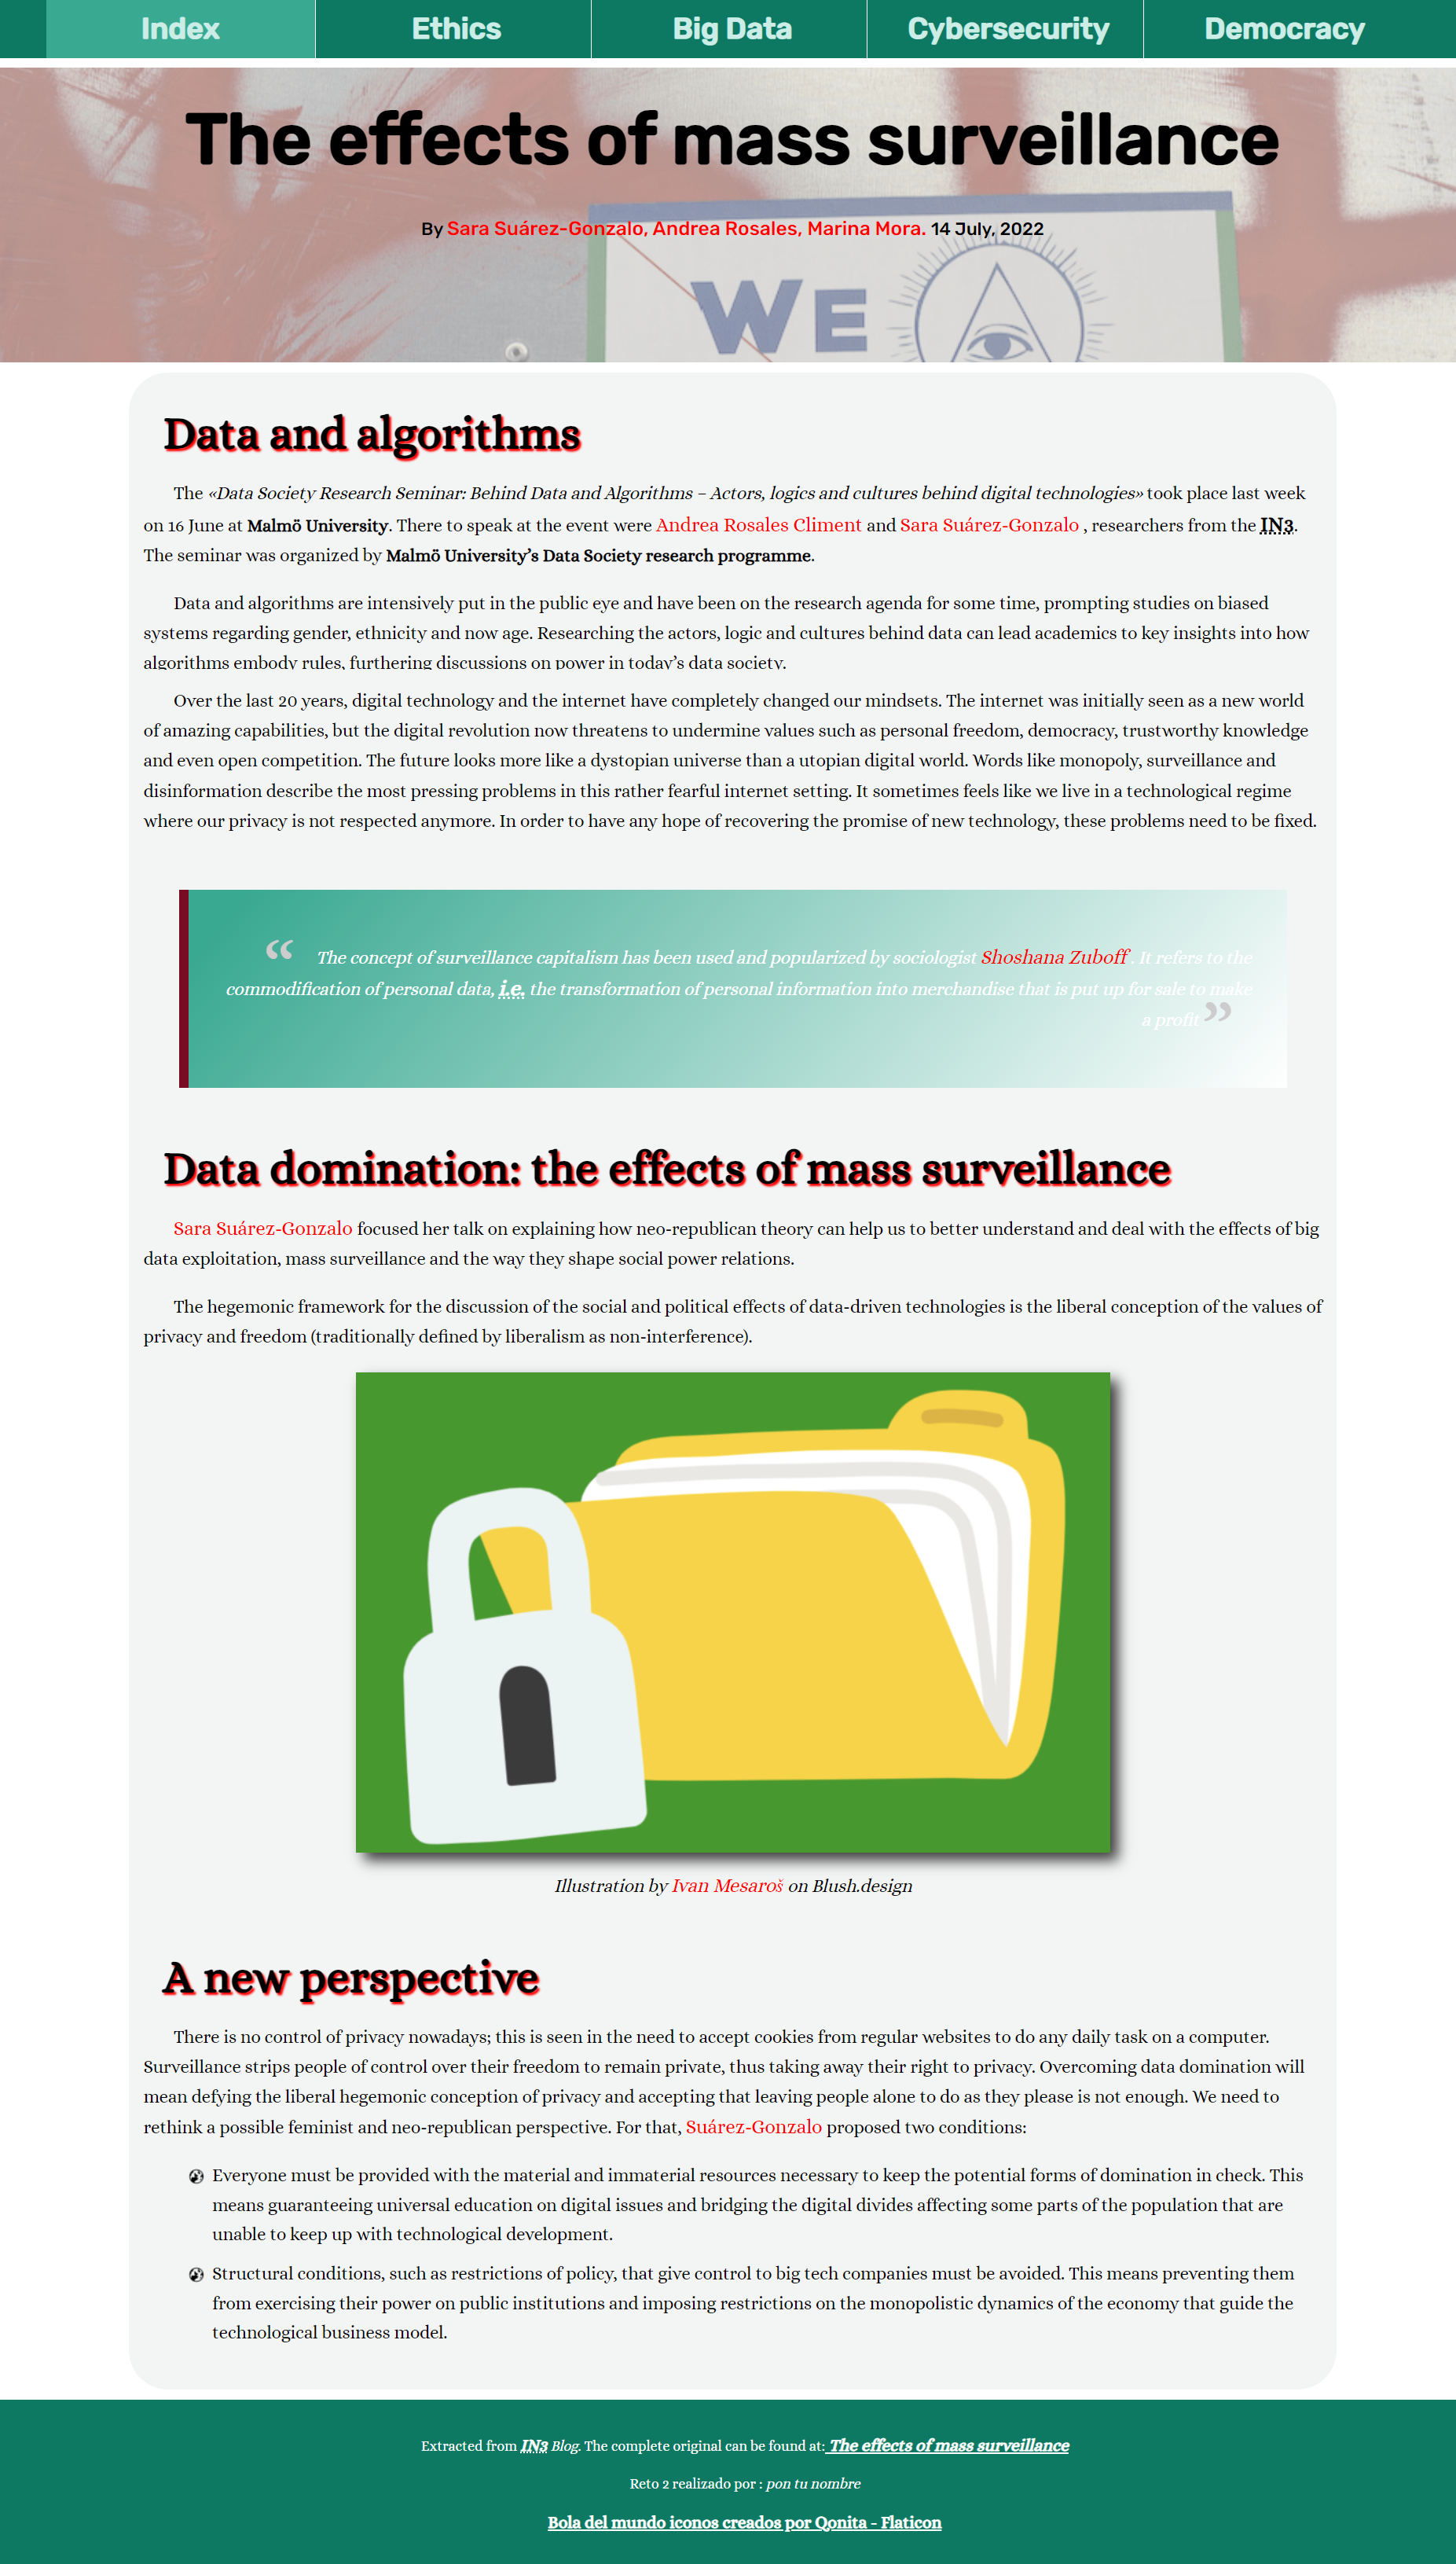 Index
Ethics
Big Data
Cybersecurity
Democracy
The effects of mass surveillance
By Sara Suárez-Gonzalo, Andrea Rosales, Marina Mora. 14 July, 2022
WE
Data and algorithms
The «Data Society Research Seminar: Behind Data and Algorithms – Actors, logics and cultures behind digital technologies» took place last week
on 16 June at Malmö University. There to speak at the event were Andrea Rosales Climent and Sara Suárez-Gonzalo , researchers from the IN3.
The seminar was organized by Malmö University’s Data Society research programme.
Data and algorithms are intensively put in the public eye and have been on the research agenda for some time, prompting studies on biased
systems regarding gender, ethnicity and now age. Researching the actors, logic and cultures behind data can lead academics to key insights into how
algorithms embody rules, furthering discussions on power in today’s data society.
Over the last 20 years, digital technology and the internet have completely changed our mindsets. The internet was initially seen as a new world
of amazing capabilities, but the digital revolution now threatens to undermine values such as personal freedom, democracy, trustworthy knowledge
and even open competition. The future looks more like a dystopian universe than a utopian digital world. Words like monopoly, surveillance and
disinformation describe the most pressing problems in this rather fearful internet setting. It sometimes feels like we live in a technological regime
where our privacy is not respected anymore. In order to have any hope of recovering the promise of new technology, these problems need to be fixed.
“ The concept of surveillance capitalism has been used and popularized by sociologist Shoshana Zuboff . It refers to the
commodification of personal data, i.e. the transformation of personal information into merchandise that is put up for sale to make
a profit ”
Data domination: the effects of mass surveillance
Sara Suárez-Gonzalo focused her talk on explaining how neo-republican theory can help us to better understand and deal with the effects of big
data exploitation, mass surveillance and the way they shape social power relations.
The hegemonic framework for the discussion of the social and political effects of data-driven technologies is the liberal conception of the values of
privacy and freedom (traditionally defined by liberalism as non-interference).
Illustration by Ivan Mesaroš on Blush.design
A new perspective
There is no control of privacy nowadays; this is seen in the need to accept cookies from regular websites to do any daily task on a computer.
Surveillance strips people of control over their freedom to remain private, thus taking away their right to privacy. Overcoming data domination will
mean defying the liberal hegemonic conception of privacy and accepting that leaving people alone to do as they please is not enough. We need to
rethink a possible feminist and neo-republican perspective. For that, Suárez-Gonzalo proposed two conditions:
Everyone must be provided with the material and immaterial resources necessary to keep the potential forms of domination in check. This
means guaranteeing universal education on digital issues and bridging the digital divides affecting some parts of the population that are
unable to keep up with technological development.
Structural conditions, such as restrictions of policy, that give control to big tech companies must be avoided. This means preventing them
from exercising their power on public institutions and imposing restrictions on the monopolistic dynamics of the economy that guide the
technological business model.
Extracted from IN3 Blog. The complete original can be found at: The effects of mass surveillance
Reto 2 realizado por : pon tu nombre
Bola del mundo iconos creados por Qonita - Flaticon